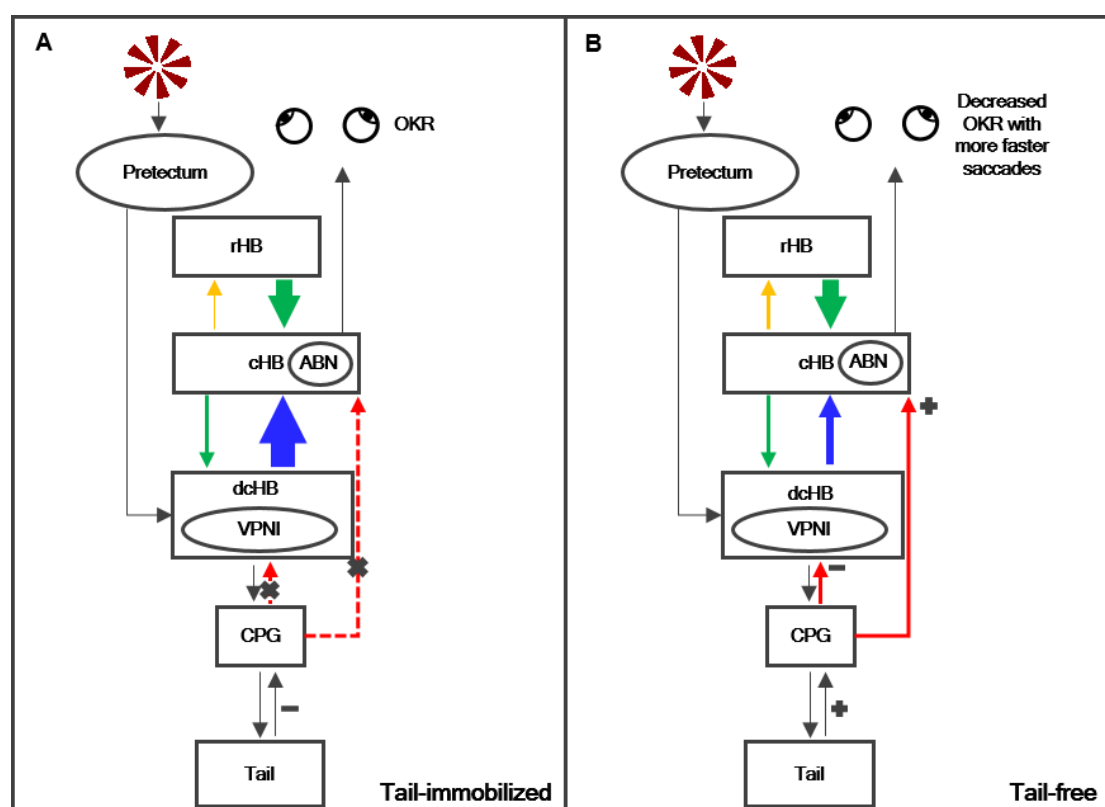 A
OKR
Pretectum
rHB
cHB
ABN
dcHB
VPNI
CPG
Tail
Tail-immobilized
B
Decreased
OKR with
more faster
saccades
Pretectum
rHB
cHB
ABN
dcHB
VPNI
CPG
Tail
Tail-free